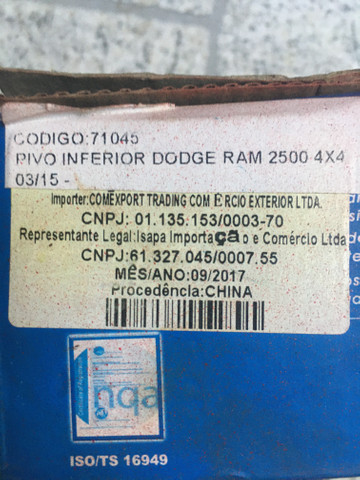 CODIGO:71045
PIVO INFERIOR DODGE RAM 2500 4X4
03/15 -
Importer:COMEXPORT TRADING COM ÉRCIO EXTERIOR LTDA.
CNPJ: 01.135.153/0003-70
Representante Legal:Isapa Importação e Comércio Ltda
CNPJ:61.327.045/0007.55
MÊS/ANO:09/2017
Procedência:CHINA
nqa
ISO/TS 16949